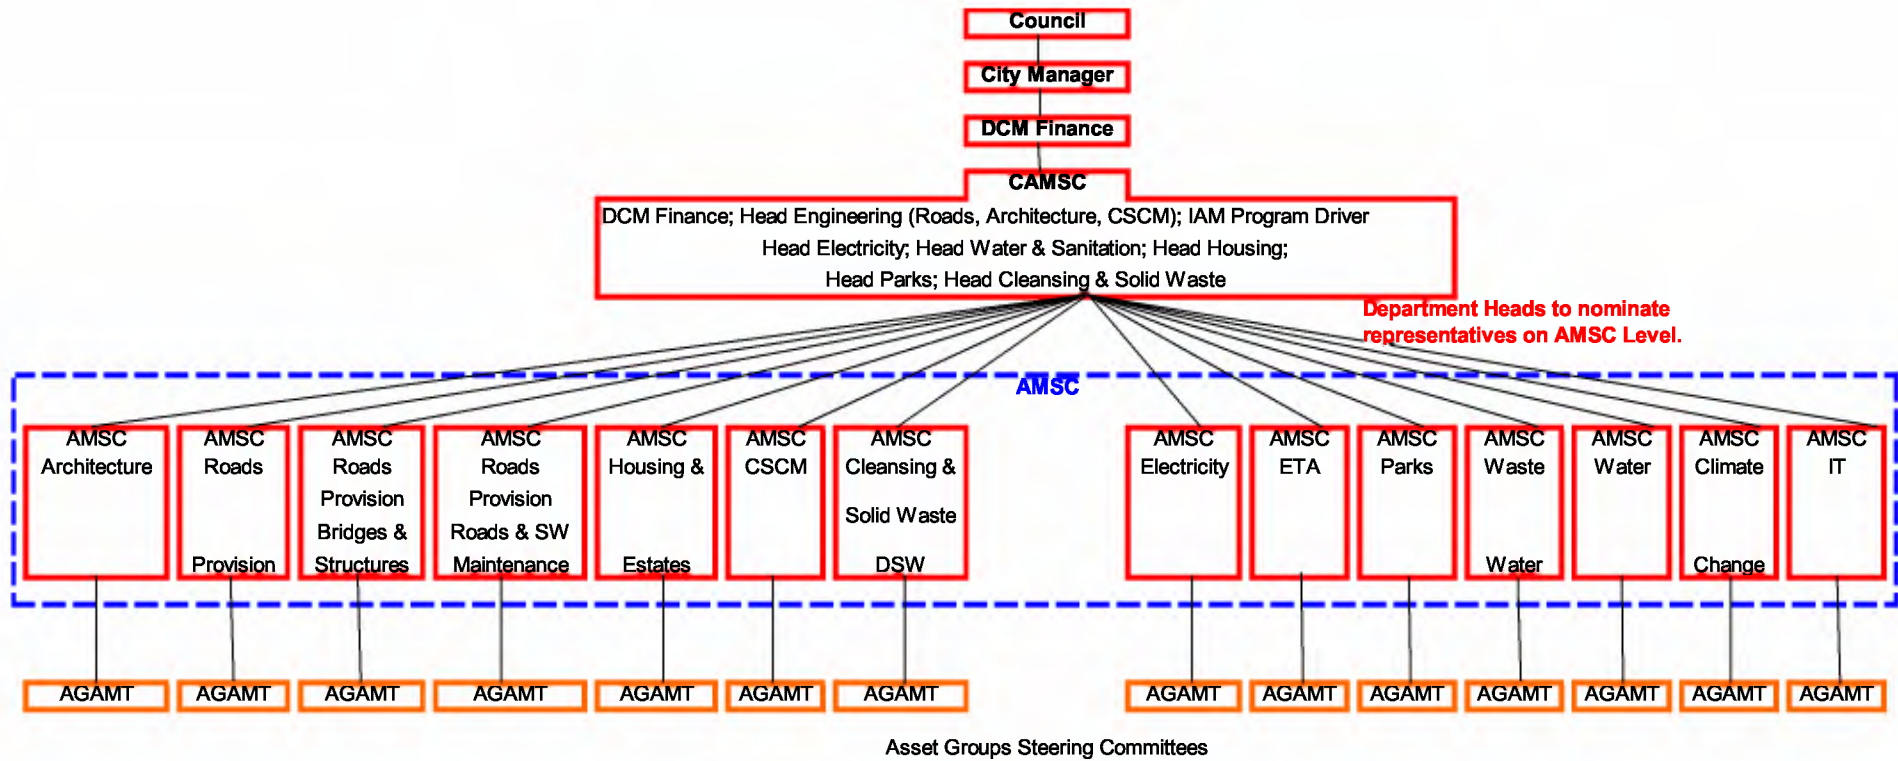 Council
City Manager
DCM Finance
CAMSC
DCM Finance; Head Engineering (Roads, Architecture, CSCM); IAM Program Driver
Head Electricity; Head Water & Sanitation; Head Housing;
Head Parks; Head Cleansing & Solid Waste
Department Heads to nominate
representatives on AMSC Level.
AMSC
AMSC
Architecture
AMSC
Roads
Provision
AMSC
Roads
Provision
Bridges &
Structures
AMSC
Roads
Provision
Roads & SW
Maintenance
AMSC
Housing &
Estates
AMSC
CSCM
AMSC
Cleansing &
Solid Waste
DSW
AMSC
Electricity
AMSC
ETA
AMSC
Parks
AMSC
Waste
Water
AMSC
Water
AMSC
Climate
Change
AMSC
IT
AGAMT
AGAMT
AGAMT
AGAMT
AGAMT
AGAMT
AGAMT
AGAMT
AGAMT
AGAMT
AGAMT
AGAMT
AGAMT
AGAMT
Asset Groups Steering Committees